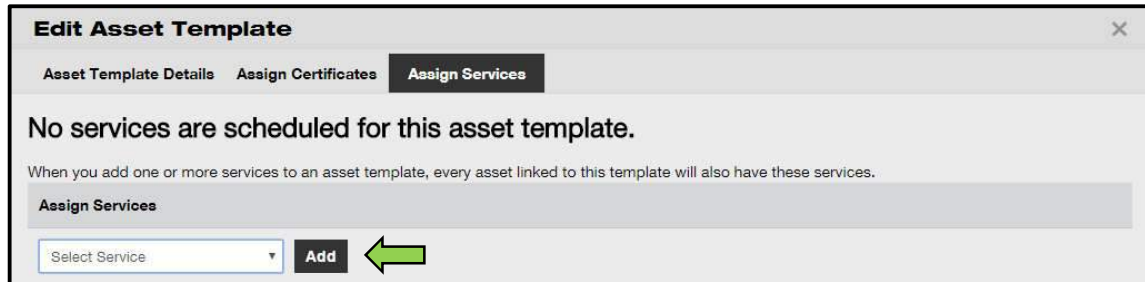 Edit Asset Template
Asset Template Details Assign Certificates Assign Services
No services are scheduled for this asset template.
When you add one or more services to an asset template, every asset linked to this template will also have these services.
Assign Services
Select Service Add